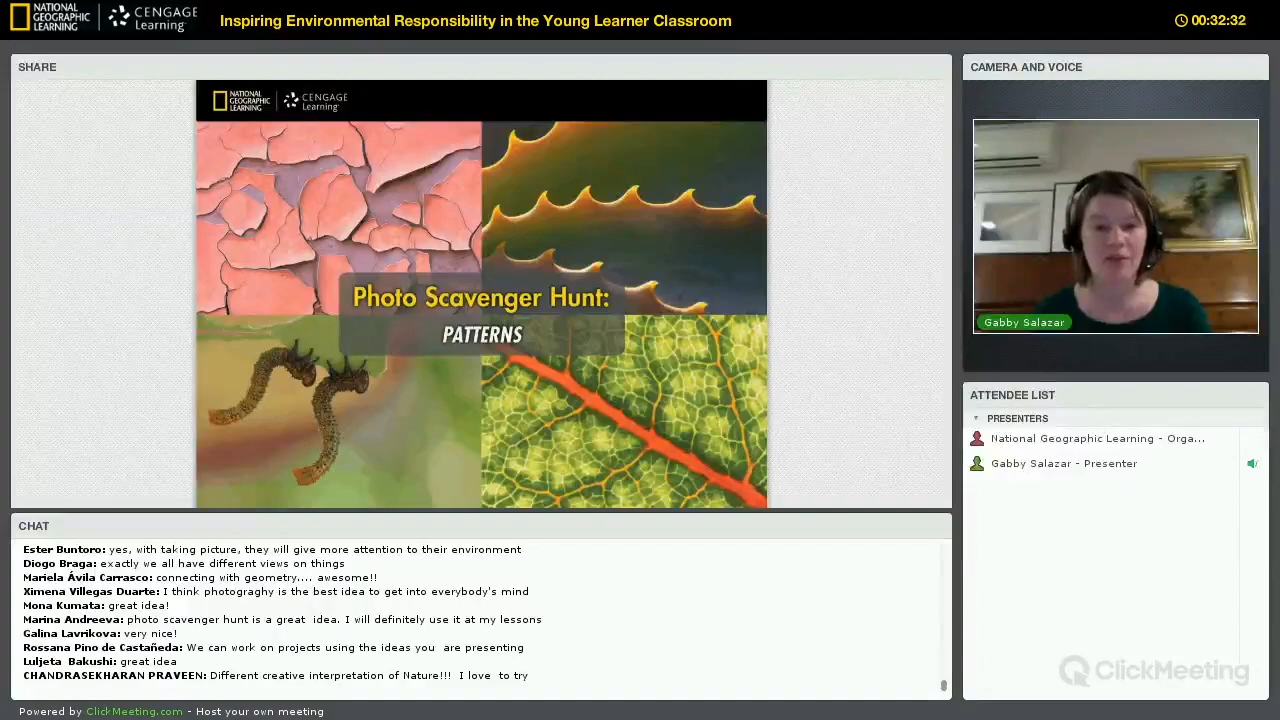 NATIONAL GEOGRAPHIC LEARNING
CENGAGE Learning
Inspiring Environmental Responsibility in the Young Learner Classroom
00:32:32
SHARE
NATIONAL GEOGRAPHIC LEARNING
CENGAGE Learning
Photo Scavenger Hunt:
PATTERNS
CAMERA AND VOICE
Gabby Salazar
ATTENDEE LIST
PRESENTERS
National Geographic Learning - Orga...
Gabby Salazar - Presenter
CHAT
Ester Buntoro: yes, with taking picture, they will give more attention to their environment
Diogo Braga: exactly we all have different views on things
Mariela Ávila Carrasco: connecting with geometry.... awesome!!
Ximena Villegas Duarte: I think photograghy is the best idea to get into everybody's mind
Mona Kumata: great idea!
Marina Andreeva: photo scavenger hunt is a great idea. I will definitely use it at my lessons
Galina Lavrikova: very nice!
Rossana Pino de Castañeda: We can work on projects using the ideas you are presenting
Luljeta Bakushi: great idea
CHANDRASEKHARAN PRAVEEN: Different creative interpretation of Nature!!! I love to try
ClickMeeting
Powered by ClickMeeting.com - Host your own meeting